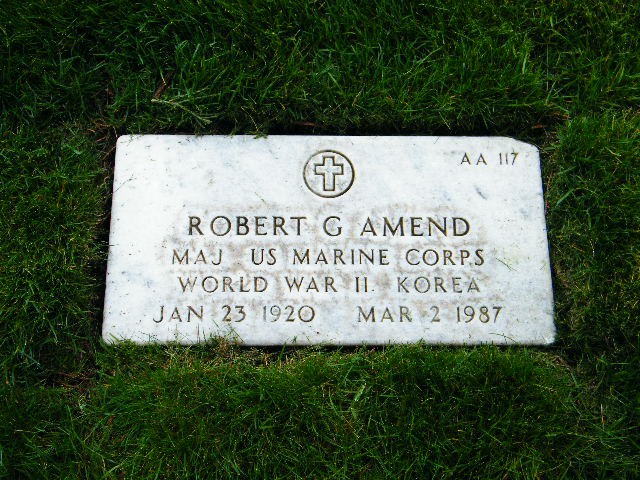 AA 117
ROBERT G AMEND
MAJ US MARINE CORPS
WORLD WAR II KOREA
JAN 23 1920 MAR 2 1987